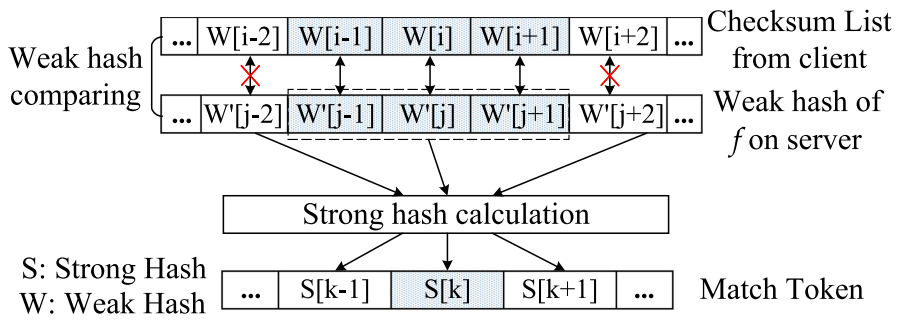 ... W[i-2] W[i-1] W[i] W[i+1] W[i+2] ...
Checksum List
from client
Weak hash
comparing
... W'[j-2] W'[j-1] W'[j] W'[j+1] W'[j+2] ...
Weak hash of
f on server
Strong hash calculation
S: Strong Hash
W: Weak Hash
... S[k-1] S[k] S[k+1] ...
Match Token